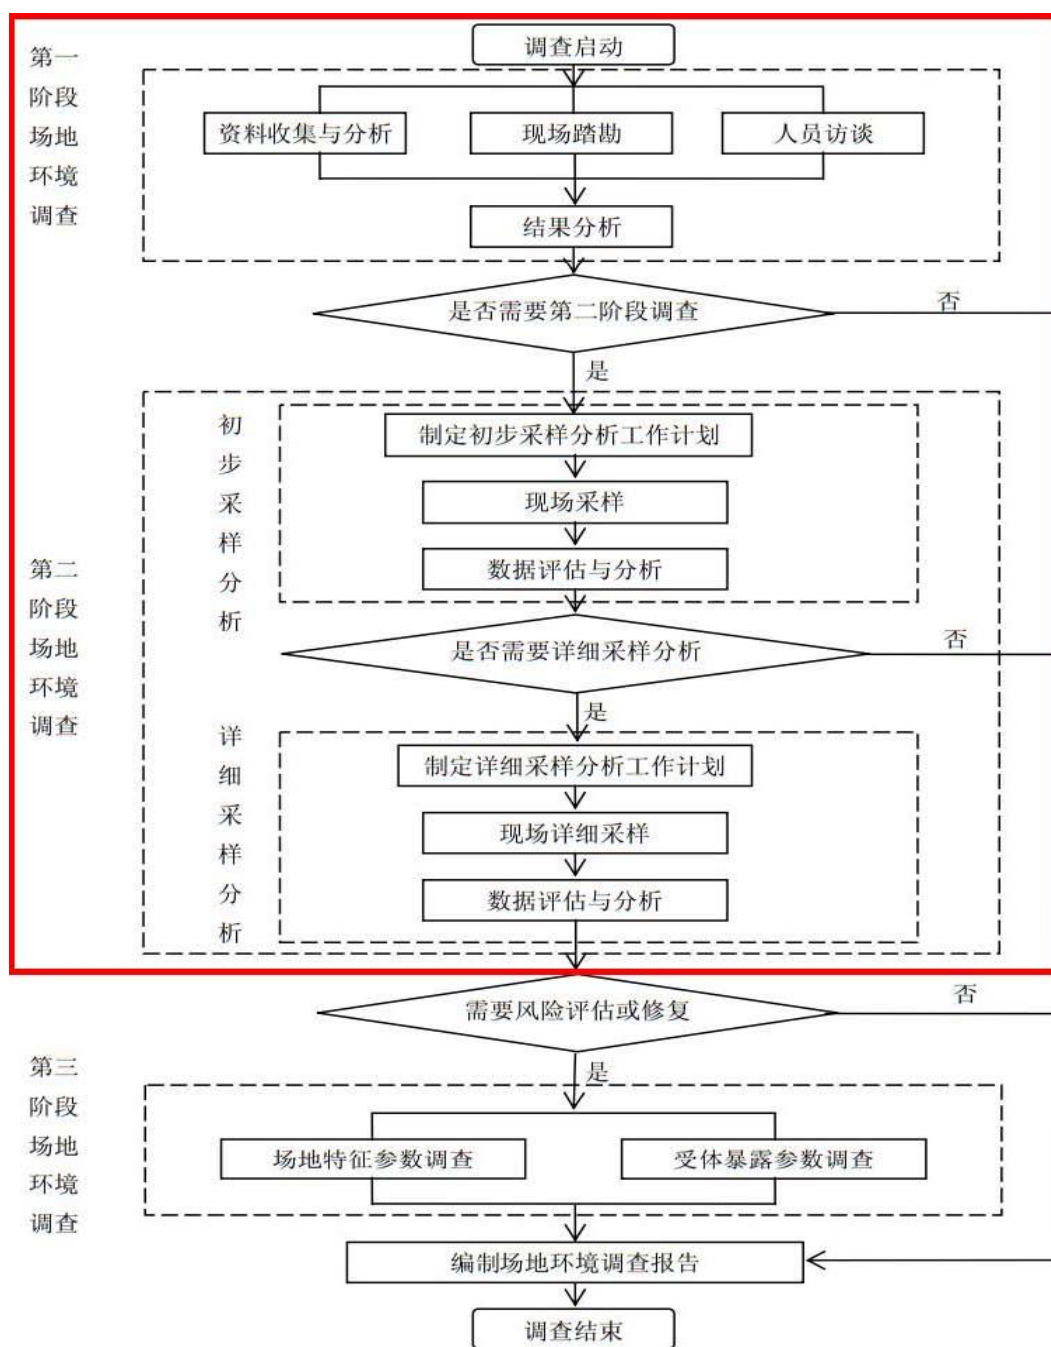 调查启动
第一
阶段
场地
环境
调查
资料收集与分析
现场踏勘
人员访谈
结果分析
是否需要第二阶段调查
否
是
第二
阶段
场地
环境
调查
初
步
采
样
分
析
制定初步采样分析工作计划
现场采样
数据评估与分析
是否需要详细采样分析
否
是
详
细
采
样
分
析
制定详细采样分析工作计划
现场详细采样
数据评估与分析
需要风险评估或修复
否
是
第三
阶段
场地
环境
调查
场地特征参数调查
受体暴露参数调查
编制场地环境调查报告
调查结束